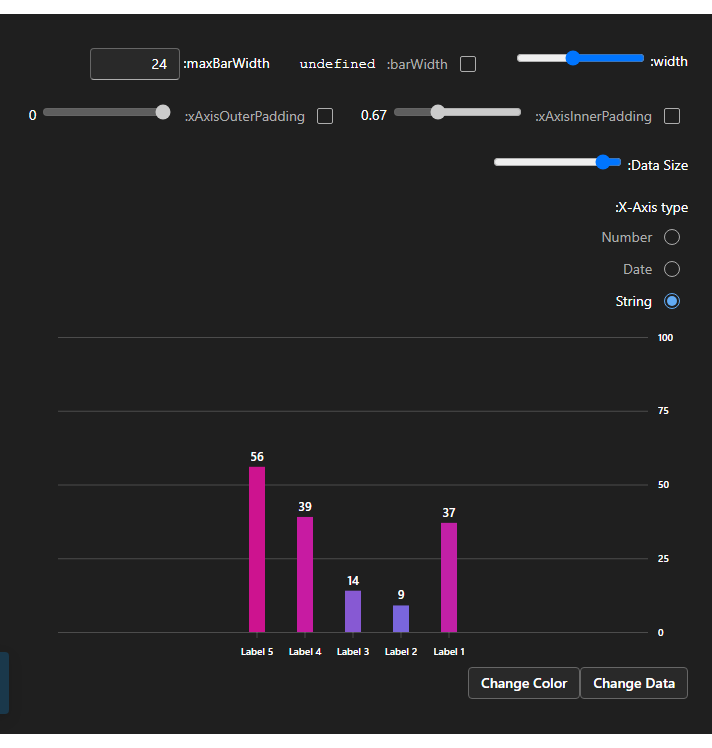 :width
:barWidth undefined
:maxBarWidth 24
:xAxisInnerPadding 0.67
:xAxisOuterPadding 0
:Data Size
:X-Axis type
Number
Date
String
100
75
56
50
39
37
25
14
9
0
Label 5 Label 4 Label 3 Label 2 Label 1
Change Color Change Data